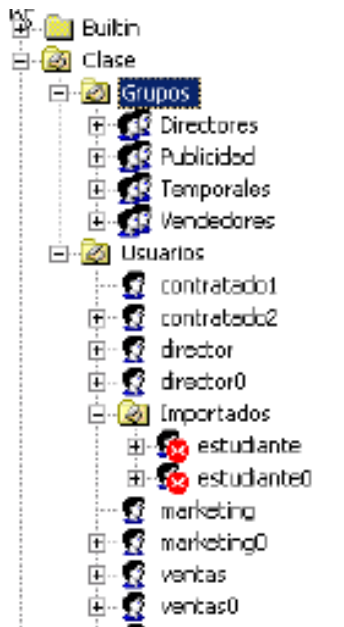 Builtin
Clase
Grupos
Directores
Publicidad
Temporales
Vendedores
Usuarios
contratado1
contratado2
director
director0
Importados
estudiante
estudiante0
marketing
marketing0
ventas
ventas0